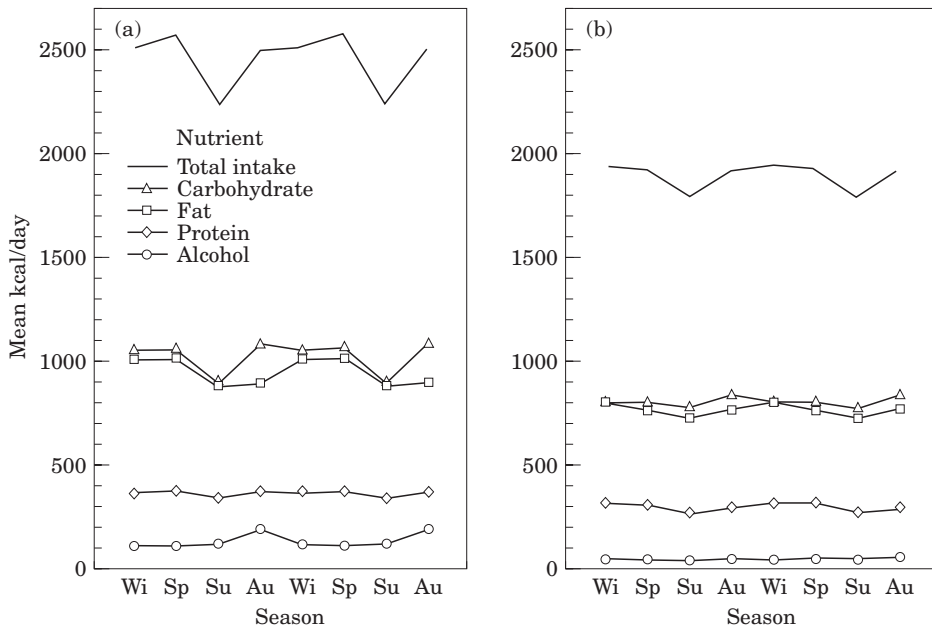 (a)
(b)
2500
2000
1500
1000
500
0
Mean kcal/day
Nutrient
Total intake
Carbohydrate
Fat
Protein
Alcohol
Wi Sp Su Au Wi Sp Su Au
Season
2500
2000
1500
1000
500
0
Wi Sp Su Au Wi Sp Su Au
Season